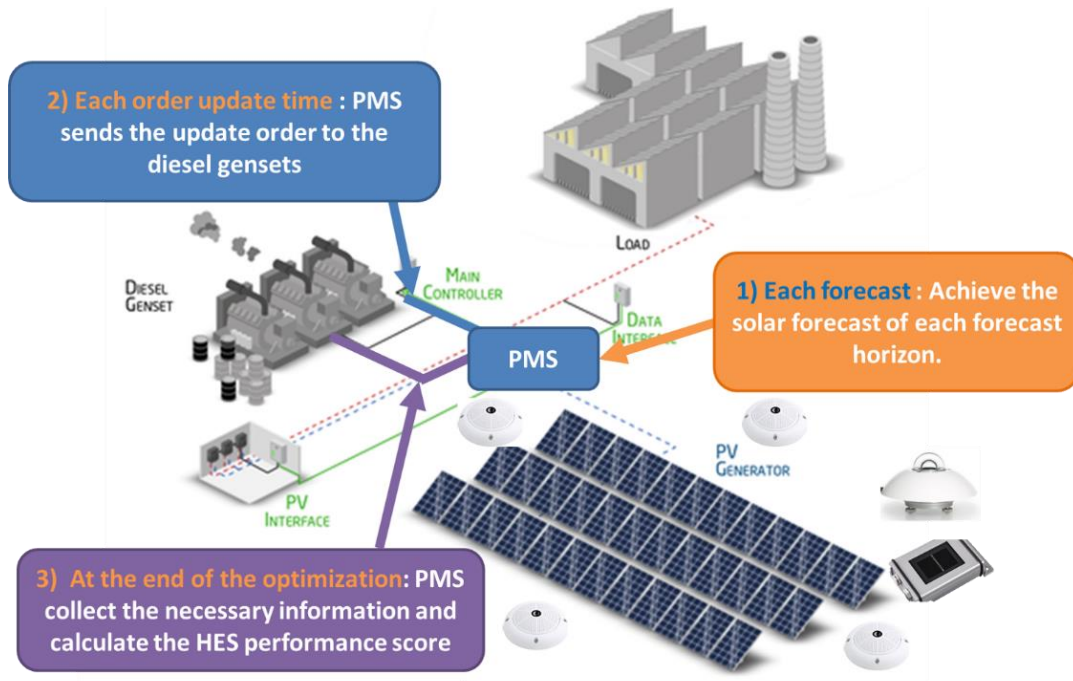 2) Each order update time : PMS
sends the update order to the
diesel gensets
LOAD
DIESEL
GENSET
MAIN
CONTROLLER
DATA
INTERFACE
1) Each forecast : Achieve the
solar forecast of each forecast
horizon.
PMS
PV
GENERATOR
PV
INTERFACE
3) At the end of the optimization: PMS
collect the necessary information and
calculate the HES performance score